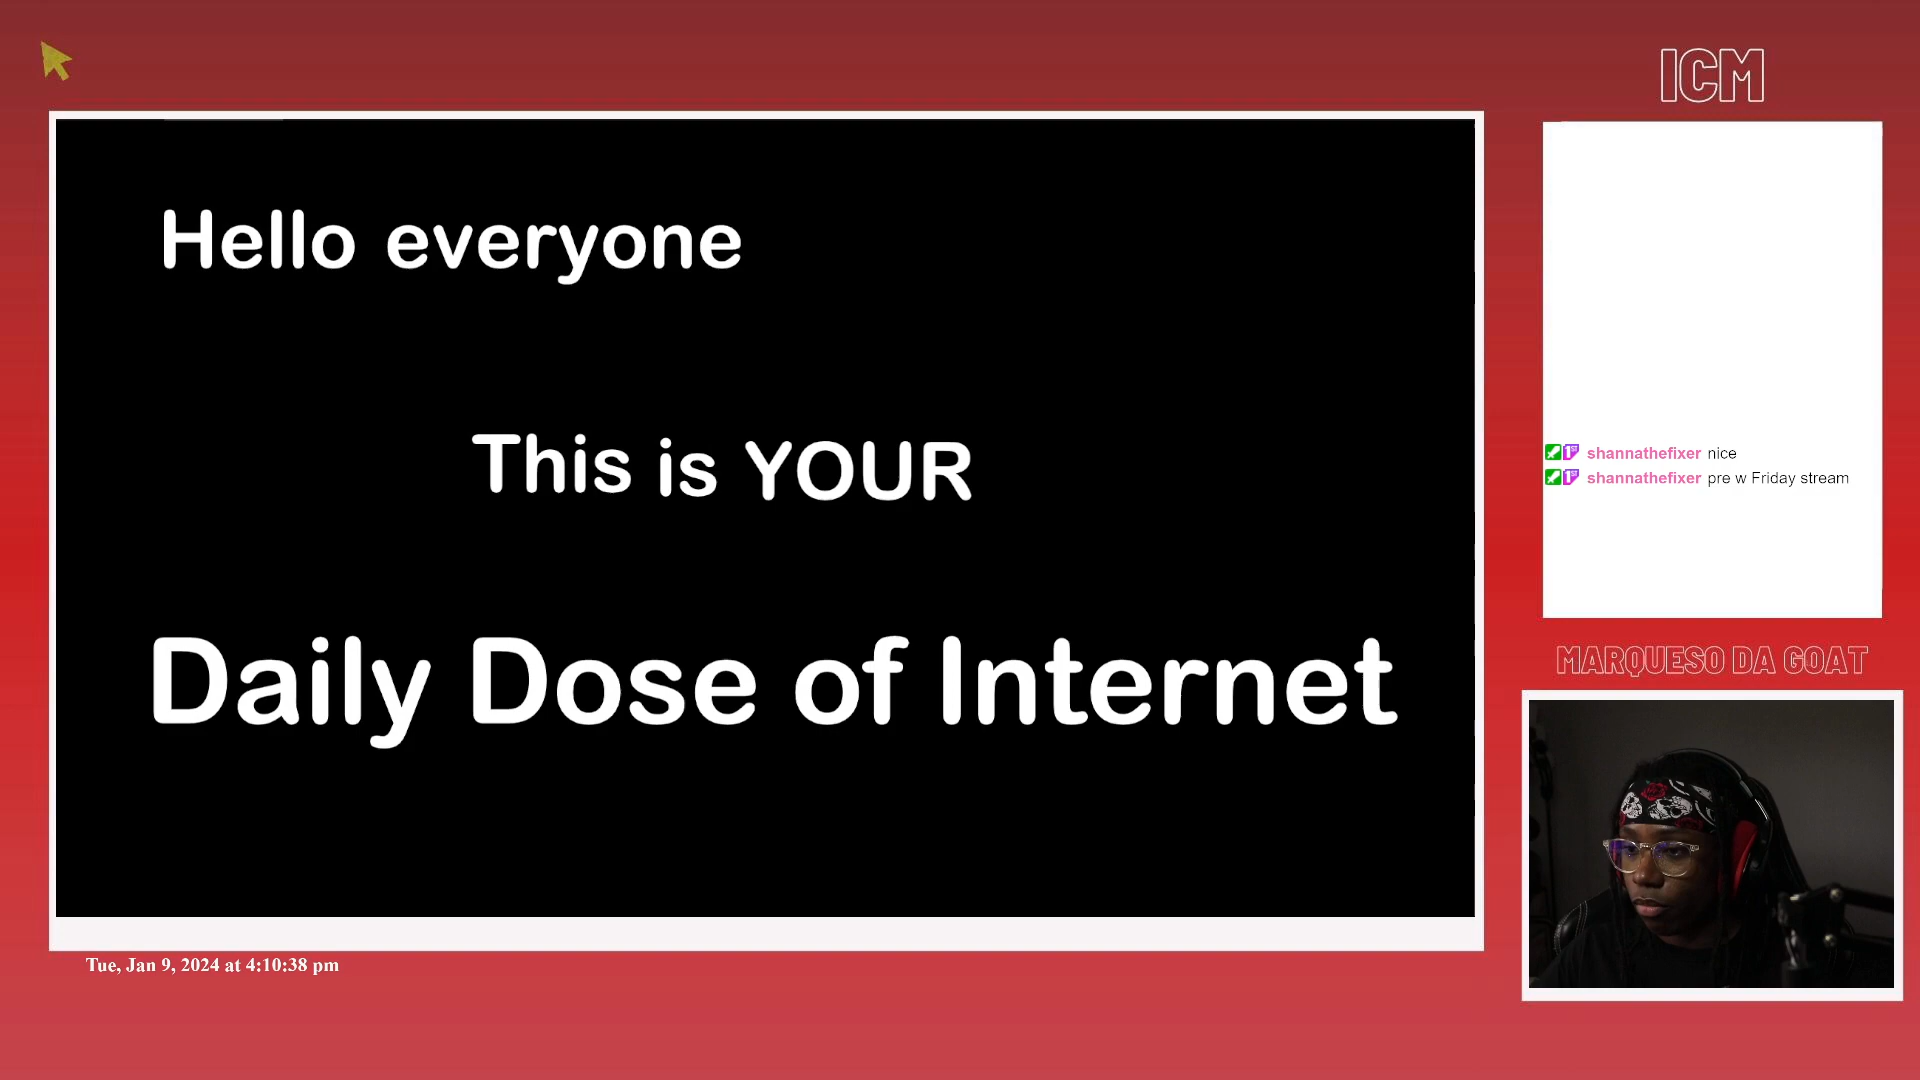 ICM
Hello everyone
This is YOUR
Daily Dose of Internet
shannathefixer nice
shannathefixer pre w Friday stream
MARQUESO DA GOAT
Tue, Jan 9, 2024 at 4:10:38 pm